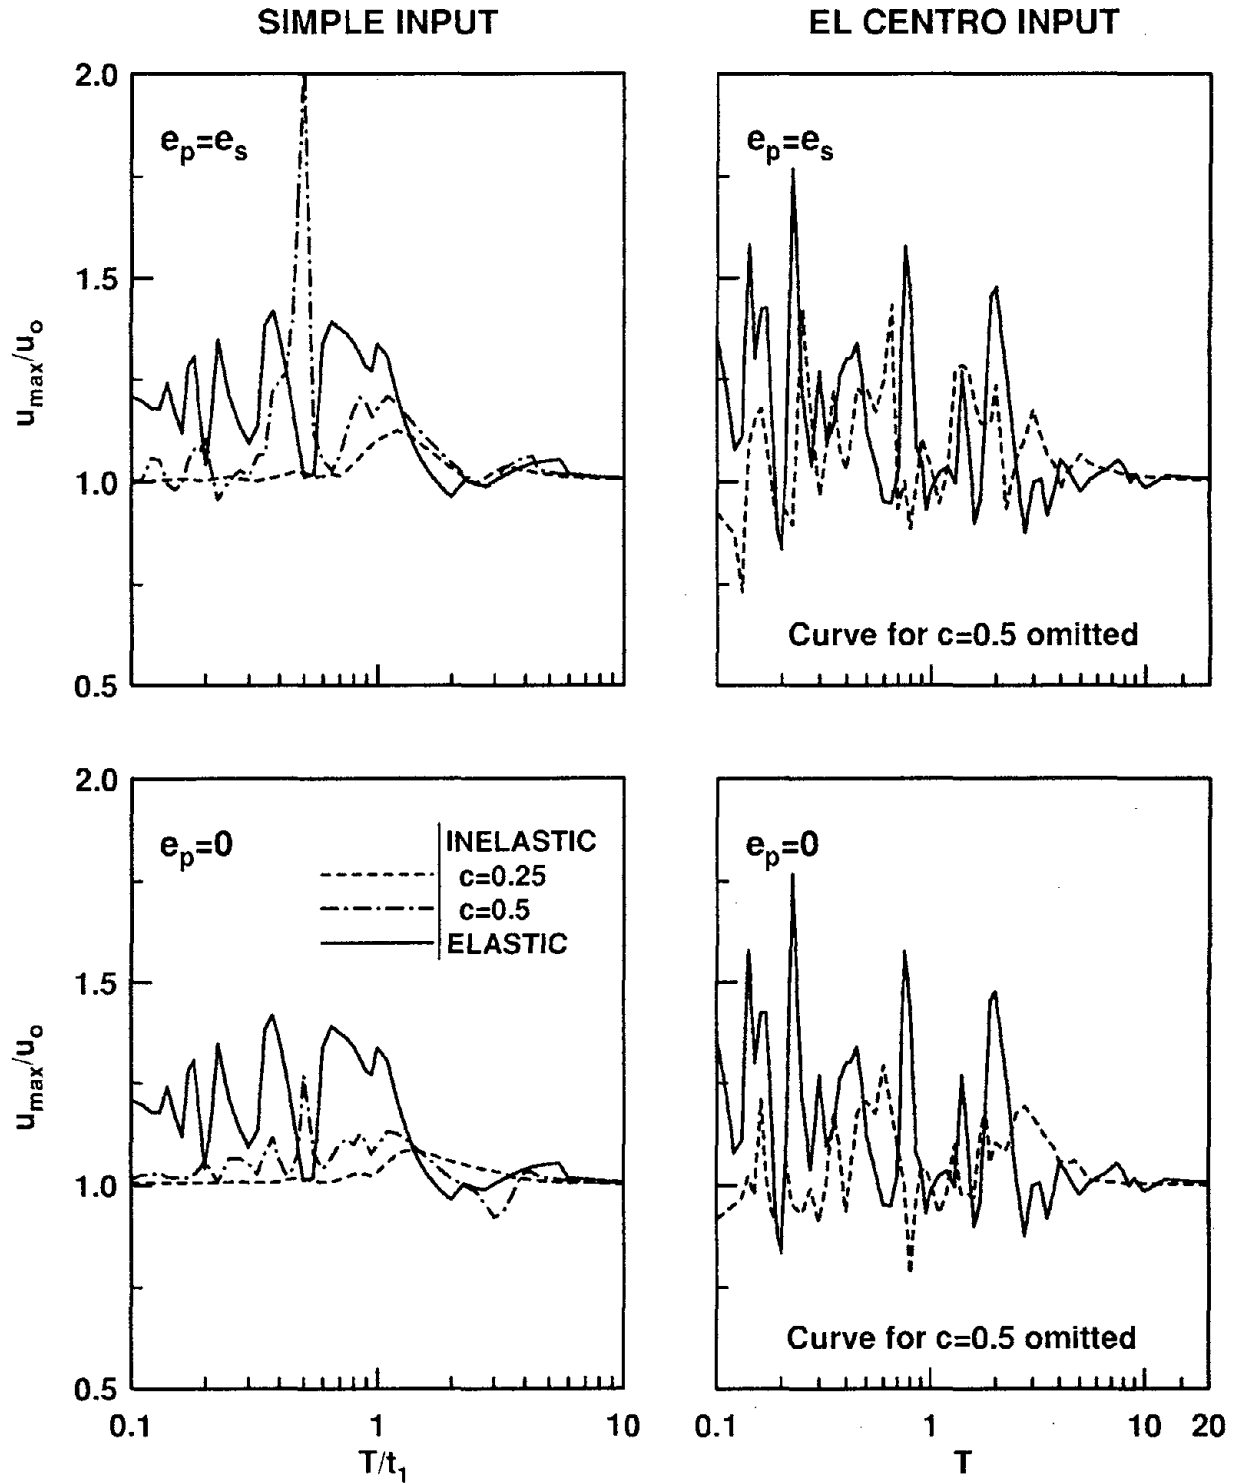 SIMPLE INPUT
EL CENTRO INPUT
2.0
1.5
1.0
0.5
u_max/u_o
e_p=e_s
e_p=e_s
Curve for c=0.5 omitted
2.0
1.5
1.0
0.5
u_max/u_o
e_p=0
INELASTIC
c=0.25
c=0.5
ELASTIC
e_p=0
Curve for c=0.5 omitted
0.1 1 10
T/t_1
0.1 1 10 20
T